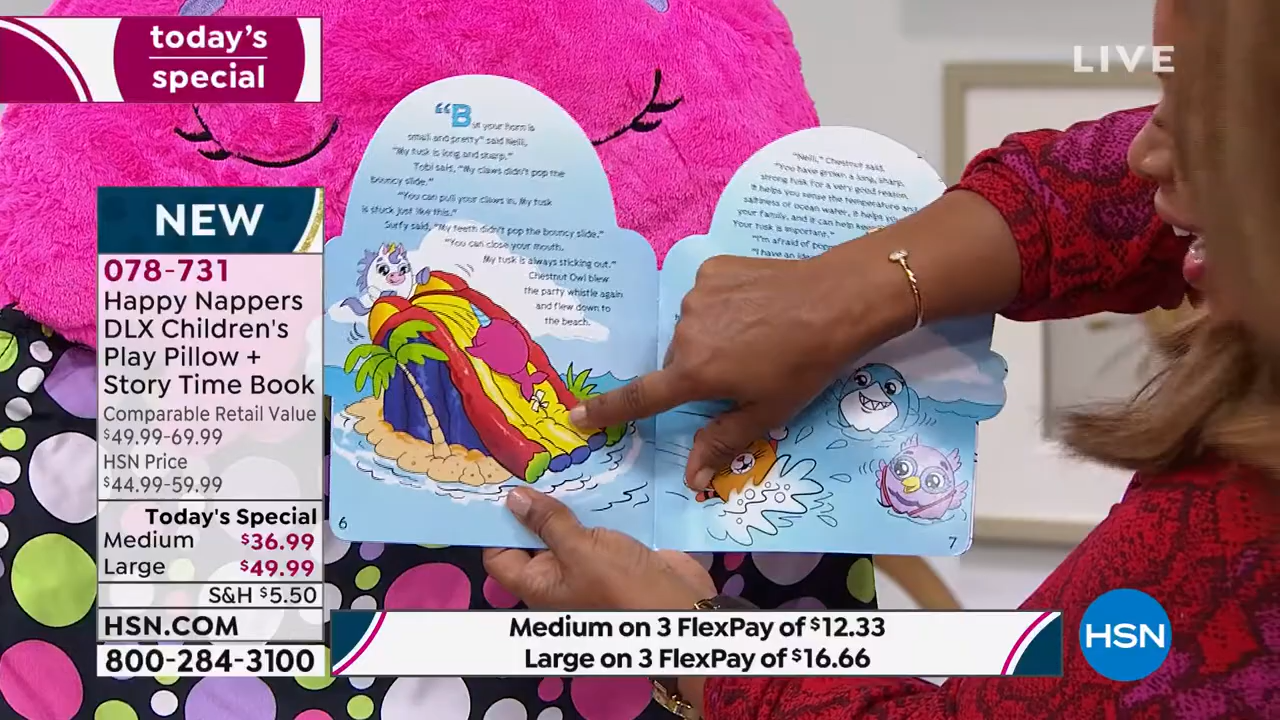 today's
special
LIVE
NEW
078-731
Happy Nappers
DLX Children's
Play Pillow +
Story Time Book
Comparable Retail Value
$49.99-69.99
HSN Price
$44.99-59.99
Today's Special
Medium $36.99
Large $49.99
S&H $5.50
HSN.COM
800-284-3100
"But your horn is
small and pretty" said Neili,
"My tusk is long and sharp."
Tobi said, "My claws didn't pop the
bouncy slide."
"You can pull your claws in. My tusk
is stuck just like this."
Surfy said, "My teeth didn't pop the bouncy slide."
"You can close your mouth.
My tusk is always sticking out."
Chestnut Owl blew
the party whistle again
and flew down to
the beach.
6
"Neili," Chestnut said,
"You have grown a long, sharp,
strong tusk for a very good reason.
It helps you sense the temperature and
saltiness of ocean water, it helps
your family, and it can help
Your tusk is important."
"I'm afraid of
"I have an
7
Medium on 3 FlexPay of $12.33
Large on 3 FlexPay of $16.66
HSN